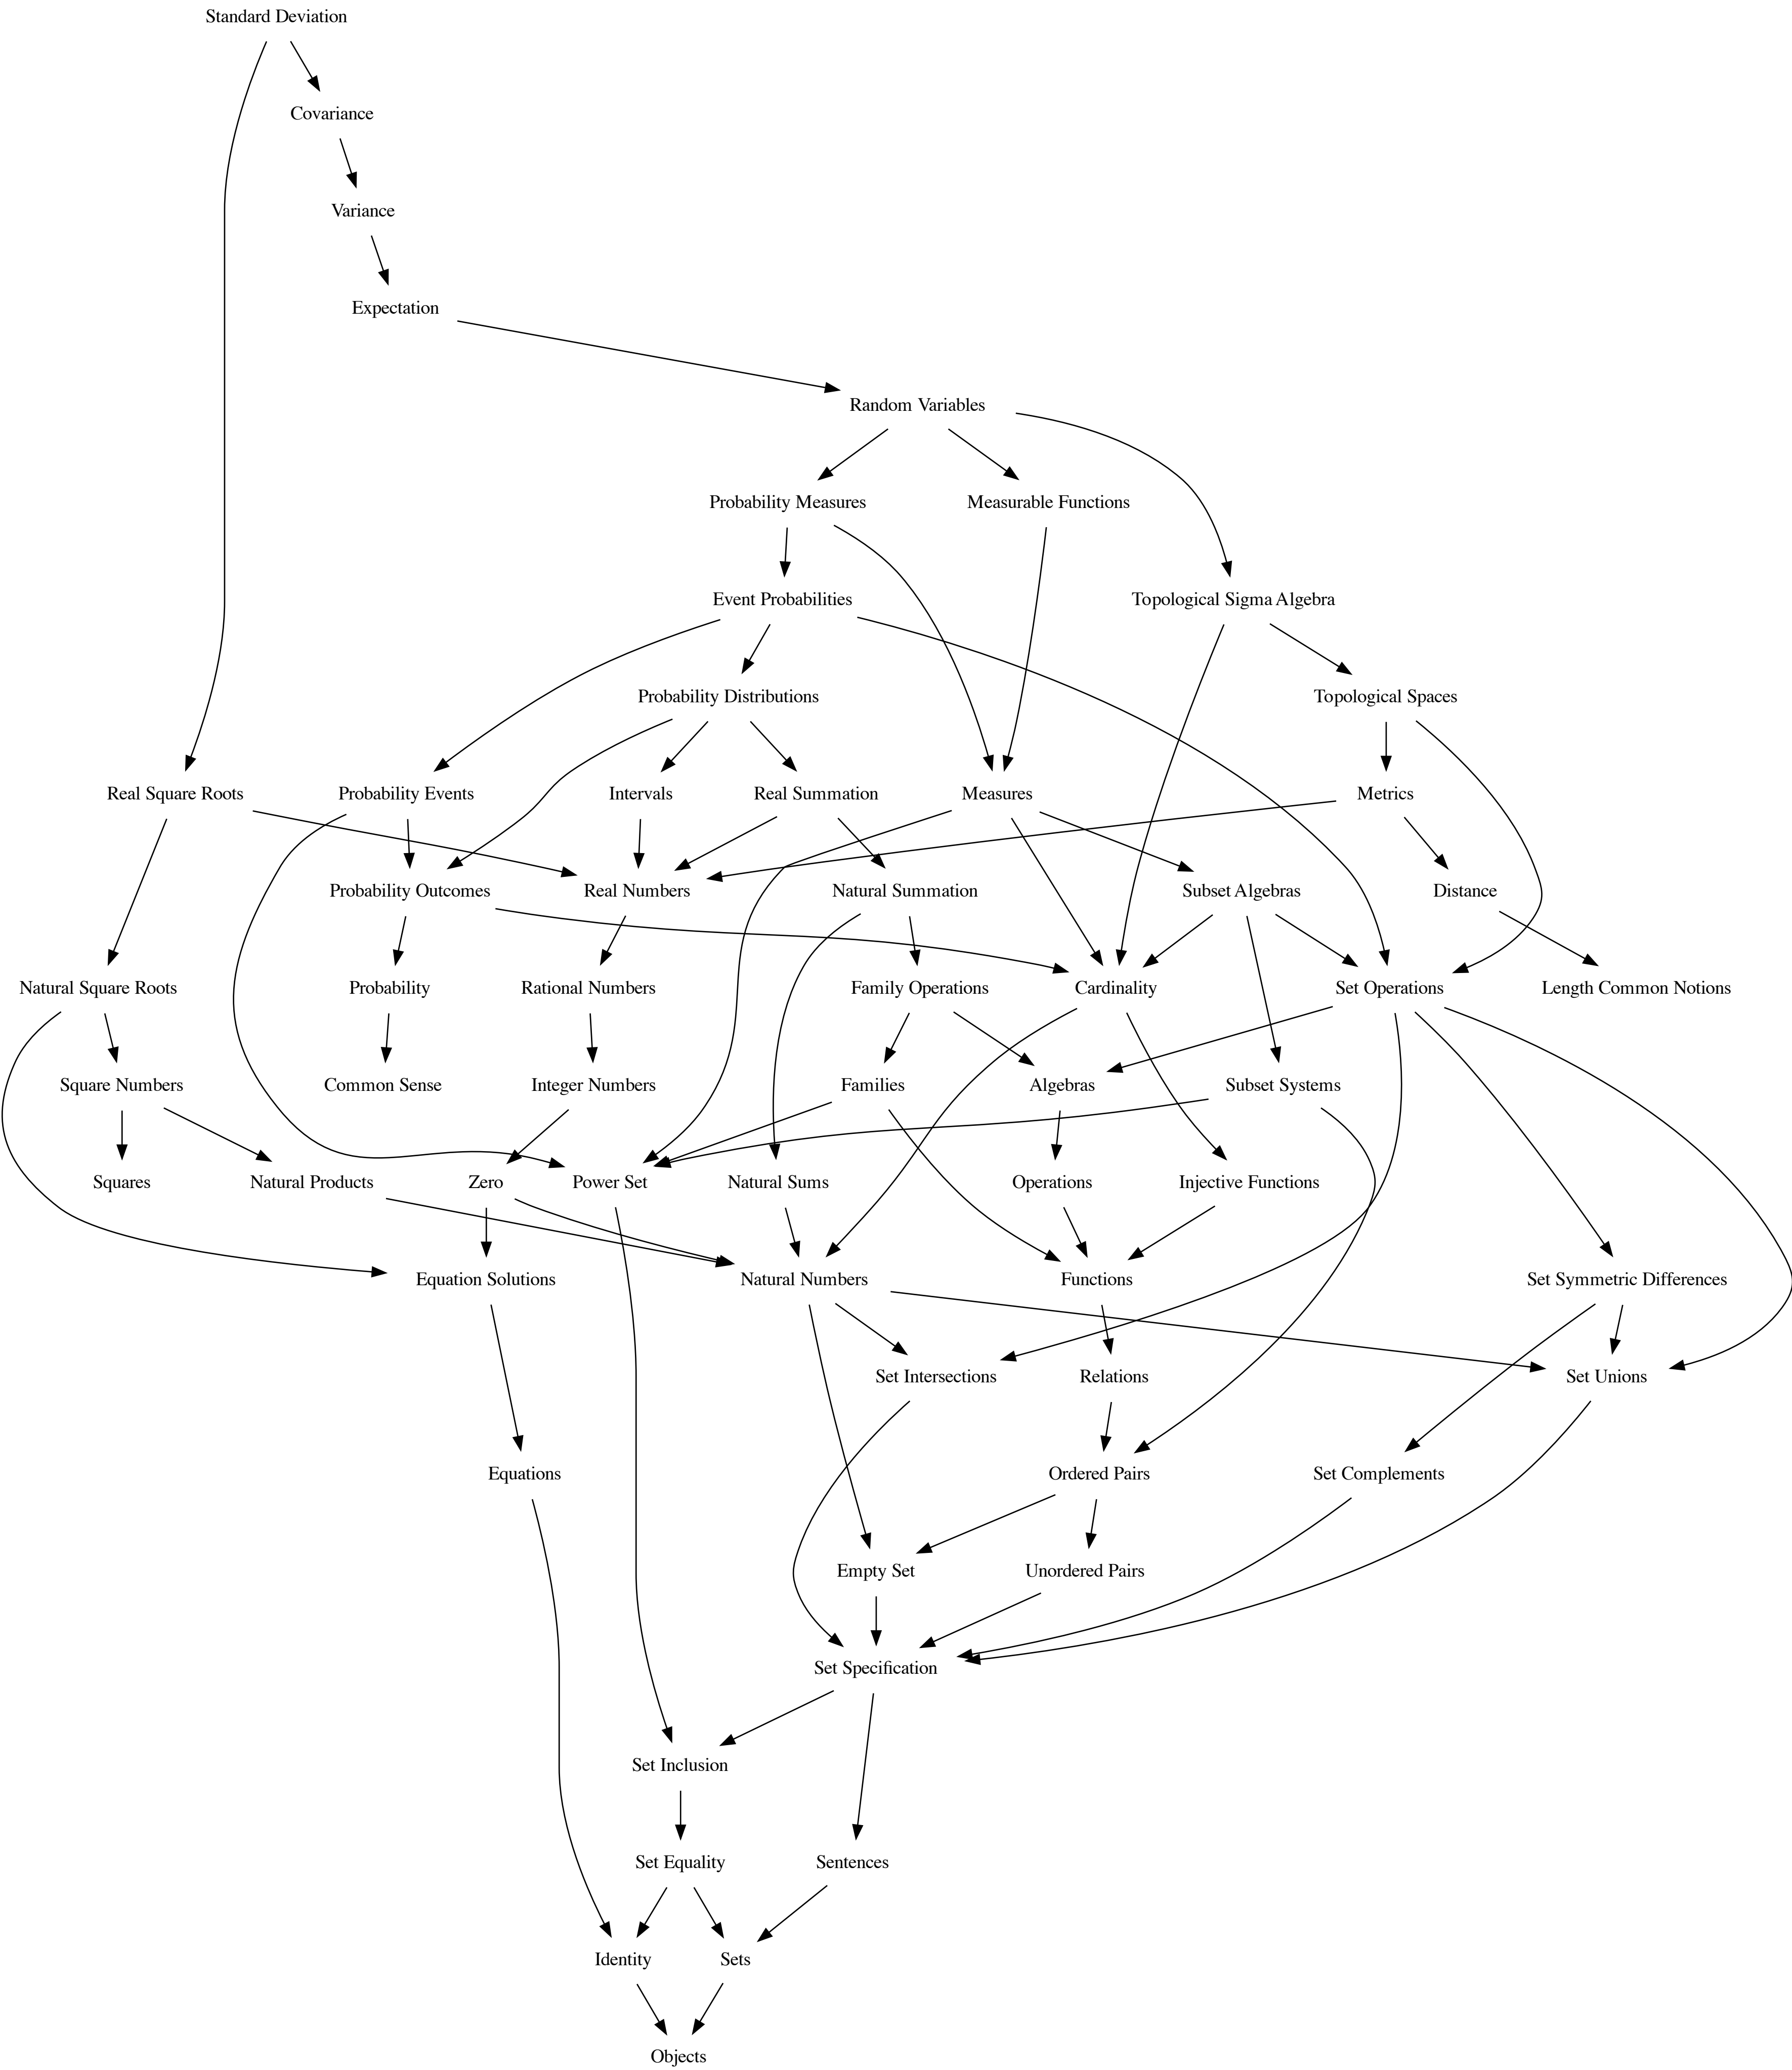 Standard Deviation
Covariance
Variance
Expectation
Random Variables
Probability Measures
Measurable Functions
Event Probabilities
Topological Sigma Algebra
Probability Distributions
Topological Spaces
Real Square Roots
Probability Events
Intervals
Real Summation
Measures
Metrics
Probability Outcomes
Real Numbers
Natural Summation
Subset Algebras
Distance
Natural Square Roots
Probability
Rational Numbers
Family Operations
Cardinality
Set Operations
Length Common Notions
Square Numbers
Common Sense
Integer Numbers
Families
Algebras
Subset Systems
Squares
Natural Products
Zero
Power Set
Natural Sums
Operations
Injective Functions
Equation Solutions
Natural Numbers
Functions
Set Symmetric Differences
Set Intersections
Relations
Set Unions
Equations
Ordered Pairs
Set Complements
Empty Set
Unordered Pairs
Set Specification
Set Inclusion
Set Equality
Sentences
Identity
Sets
Objects